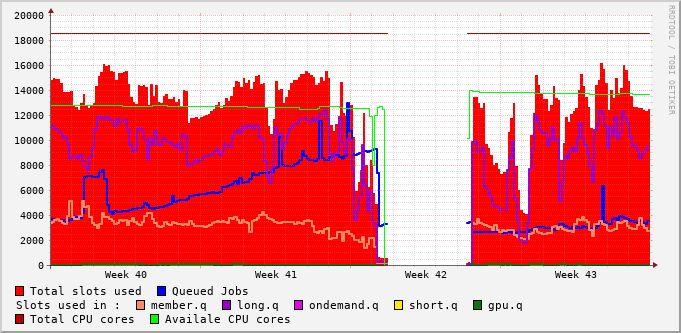 20000
18000
16000
14000
12000
10000
8000
6000
4000
2000
0
RRDTOOL / TOBI OETIKER
Week 40 Week 41 Week 42 Week 43
Total slots used Queued Jobs
Slots used in : member.q long.q ondemand.q short.q gpu.q
Total CPU cores Availale CPU cores